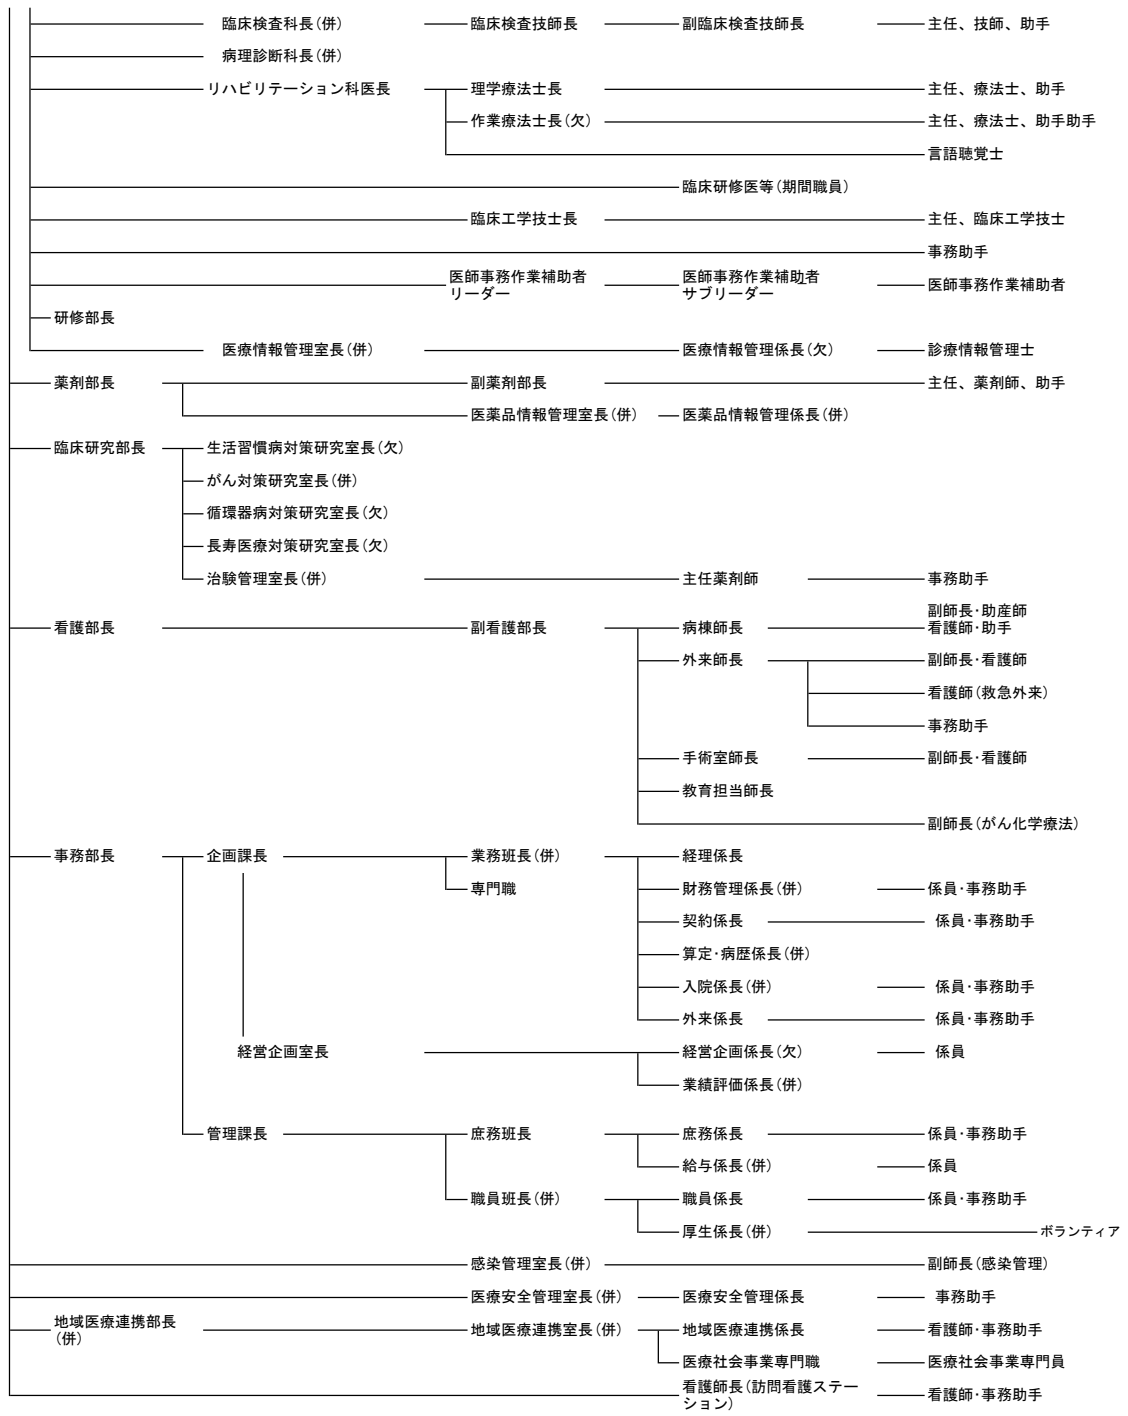 臨床検査科長(併) 臨床検査技師長 副臨床検査技師長 主任、技師、助手
病理診断科長(併)
リハビリテーション科医長 理学療法士長 主任、療法士、助手
作業療法士長(欠) 主任、療法士、助手助手
言語聴覚士
臨床研修医等(期間職員)
臨床工学技士長 主任、臨床工学技士
事務助手
医師事務作業補助者 医師事務作業補助者 医師事務作業補助者
リーダー サブリーダー
研修部長
医療情報管理室長(併) 医療情報管理係長(欠) 診療情報管理士
薬剤部長 副薬剤部長 主任、薬剤師、助手
医薬品情報管理室長(併) 医薬品情報管理係長(併)
臨床研究部長 生活習慣病対策研究室長(欠)
がん対策研究室長(併)
循環器病対策研究室長(欠)
長寿医療対策研究室長(欠)
治験管理室長(併) 主任薬剤師 事務助手
副師長・助産師
看護部長 副看護部長 病棟師長 看護師・助手
外来師長 副師長・看護師
看護師(救急外来)
事務助手
手術室師長 副師長・看護師
教育担当師長
副師長(がん化学療法)
事務部長 企画課長 業務班長(併) 経理係長
専門職 財務管理係長(併) 係員・事務助手
契約係長 係員・事務助手
算定・病歴係長(併)
入院係長(併) 係員・事務助手
外来係長 係員・事務助手
経営企画室長 経営企画係長(欠) 係員
業績評価係長(併)
管理課長 庶務班長 庶務係長 係員・事務助手
給与係長(併) 係員
職員班長(併) 職員係長 係員・事務助手
厚生係長(併) ボランティア
感染管理室長(併) 副師長(感染管理)
医療安全管理室長(併) 医療安全管理係長 事務助手
地域医療連携部長 地域医療連携室長(併) 地域医療連携係長 看護師・事務助手
(併)
医療社会事業専門職 医療社会事業専門員
看護師長(訪問看護ステー 看護師・事務助手
ション)